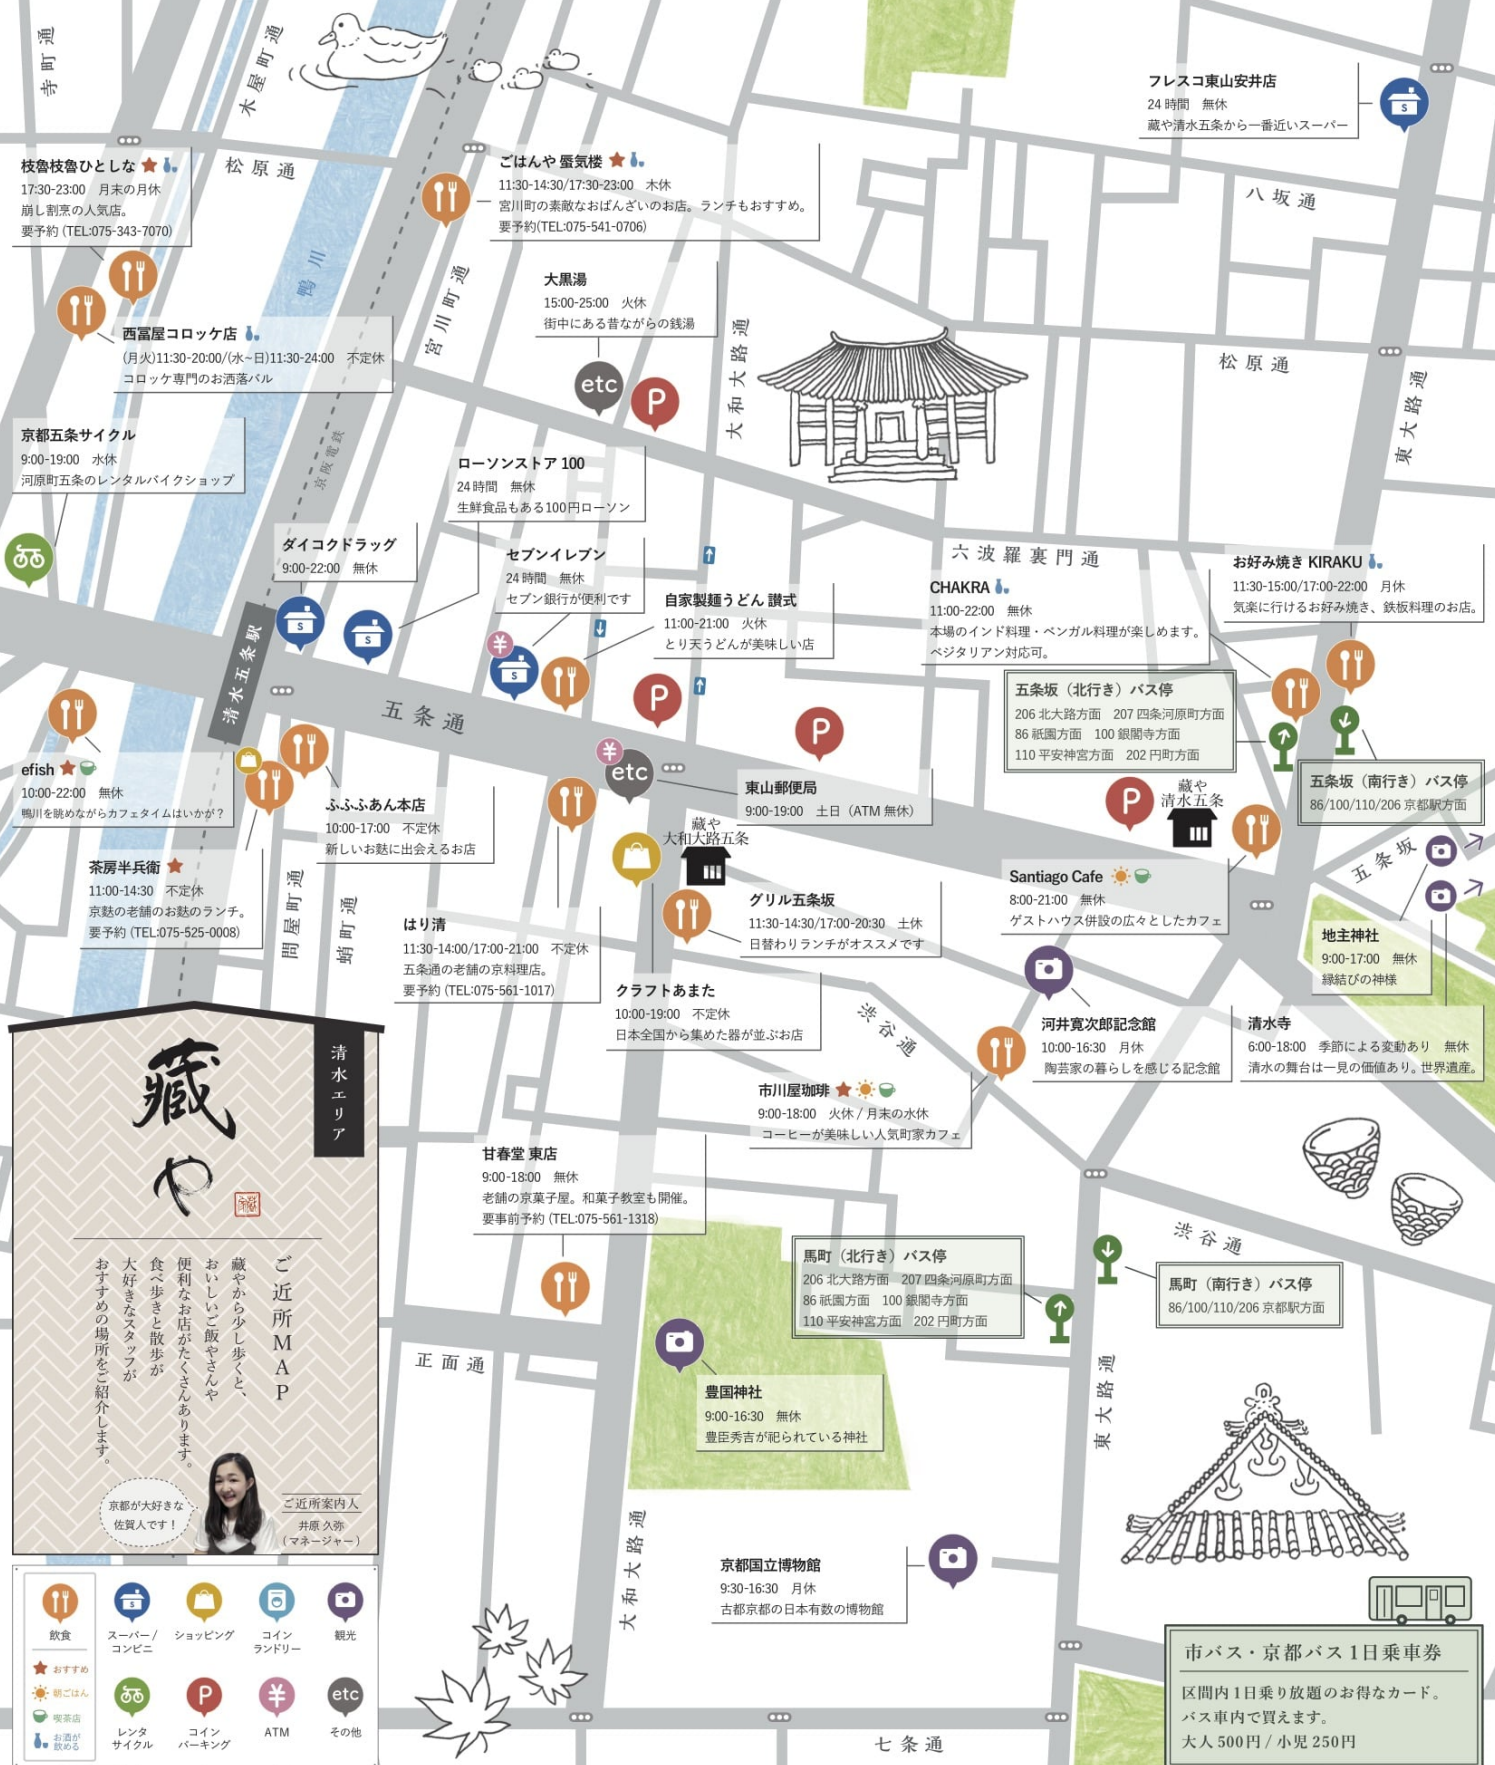 寺町通
木屋町通
フレスコ東山安井店
24時間 無休
藏や清水五条から一番近いスーパー
枝魯枝魯ひとしな
17:30-23:00 月末の月休
崩し割烹の人気店。
要予約 (TEL:075-343-7070)
松原通
ごはんや 蜃気楼
11:30-14:30/17:30-23:00 木休
宮川町の素敵なおばんざいのお店。ランチもおすすめ。
要予約(TEL:075-541-0706)
八坂通
鴨川
宮川町通
大黒湯
15:00-25:00 火休
街中にある昔ながらの銭湯
etc
P
大和大路通
松原通
東大路通
西冨屋コロッケ店
(月火)11:30-20:00/(水~日)11:30-24:00 不定休
コロッケ専門のお洒落バル
京都五条サイクル
9:00-19:00 水休
河原町五条のレンタルバイクショップ
京阪電鉄
ローソンストア 100
24時間 無休
生鮮食品もある100円ローソン
ダイコクドラッグ
9:00-22:00 無休
セブンイレブン
24時間 無休
セブン銀行が便利です
自家製麺うどん 讃式
11:00-21:00 火休
とり天うどんが美味しい店
六波羅裏門通
CHAKRA
11:00-22:00 無休
本場のインド料理・ベンガル料理が楽しめます。
ベジタリアン対応可。
お好み焼き KIRAKU
11:30-15:00/17:00-22:00 月休
気楽に行けるお好み焼き、鉄板料理のお店。
清水五条駅
五条通
P
P
五条坂（北行き）バス停
206 北大路方面 207 四条河原町方面
86 祇園方面 100 銀閣寺方面
110 平安神宮方面 202 円町方面
五条坂（南行き）バス停
86/100/110/206 京都駅方面
efish
10:00-22:00 無休
鴨川を眺めながらカフェタイムはいかが？
ふふふあん本店
10:00-17:00 不定休
新しいお麩に出会えるお店
¥
etc
東山郵便局
9:00-19:00 土日（ATM 無休）
P
藏や
清水五条
藏や
大和大路五条
茶房半兵衛
11:00-14:30 不定休
京麩の老舗のお麩のランチ。
要予約 (TEL:075-525-0008)
問屋町通
蛸町通
はり清
11:30-14:00/17:00-21:00 不定休
五条通の老舗の京料理店。
要予約 (TEL:075-561-1017)
グリル五条坂
11:30-14:30/17:00-20:30 土休
日替わりランチがオススメです
Santiago Cafe
8:00-21:00 無休
ゲストハウス併設の広々としたカフェ
五条坂
地主神社
9:00-17:00 無休
縁結びの神様
クラフトあまた
10:00-19:00 不定休
日本全国から集めた器が並ぶお店
渋谷通
河井寛次郎記念館
10:00-16:30 月休
陶芸家の暮らしを感じる記念館
清水寺
6:00-18:00 季節による変動あり 無休
清水の舞台は一見の価値あり。世界遺産。
市川屋珈琲
9:00-18:00 火休 / 月末の水休
コーヒーが美味しい人気町家カフェ
甘春堂 東店
9:00-18:00 無休
老舗の京菓子屋。和菓子教室も開催。
要事前予約 (TEL:075-561-1318)
渋谷通
馬町（北行き）バス停
206 北大路方面 207 四条河原町方面
86 祇園方面 100 銀閣寺方面
110 平安神宮方面 202 円町方面
馬町（南行き）バス停
86/100/110/206 京都駅方面
正面通
豊国神社
9:00-16:30 無休
豊臣秀吉が祀られている神社
東大路通
大和大路通
京都国立博物館
9:30-16:30 月休
古都京都の日本有数の博物館
七条通
清水エリア
藏や
ご近所MAP
藏やから少し歩くと、
おいしいご飯やさんや
便利なお店がたくさんあります。
食べ歩きと散歩が
大好きなスタッフが
おすすめの場所をご紹介します。
京都が大好きな
佐賀人です！
ご近所案内人
井原 久弥
（マネージャー）
飲食
おすすめ
朝ごはん
喫茶店
お酒が
飲める
スーパー/
コンビニ
ショッピング
コイン
ランドリー
観光
レンタ
サイクル
P
コイン
パーキング
¥
ATM
etc
その他
市バス・京都バス 1日乗車券
区間内1日乗り放題のお得なカード。
バス車内で買えます。
大人500円 / 小児250円